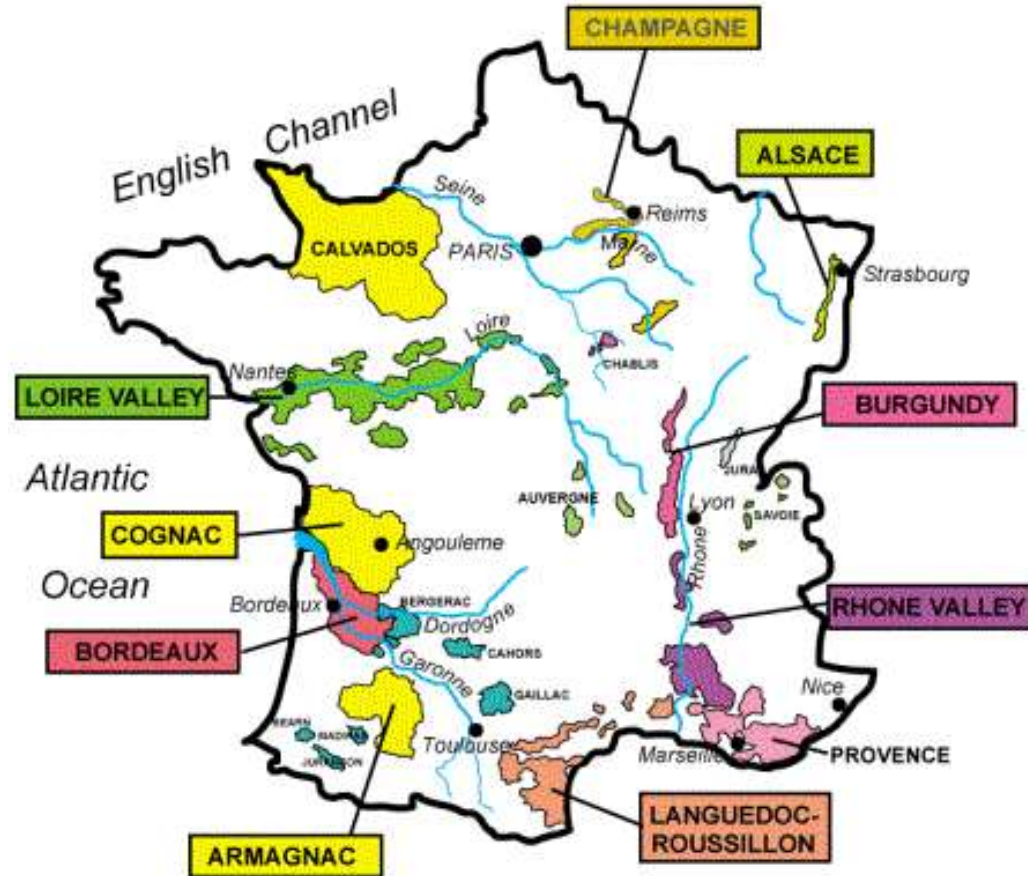 CHAMPAGNE
English Channel
ALSACE
Seine
Reims
CALVADOS
PARIS
Marne
Strasbourg
Loire
CHABLIS
Nantes
LOIRE VALLEY
BURGUNDY
JURA
Atlantic
AUVERGNE
Lyon
SAVOIE
COGNAC
Angouleme
Rhone
Ocean
BERGERAC
Bordeaux
Dordogne
RHONE VALLEY
BORDEAUX
CAHORS
Garonne
GAILLAC
Nice
BEARN
MADIRAN
Toulouse
JURANCON
Marseille
PROVENCE
LANGUEDOC-
ROUSSILLON
ARMAGNAC